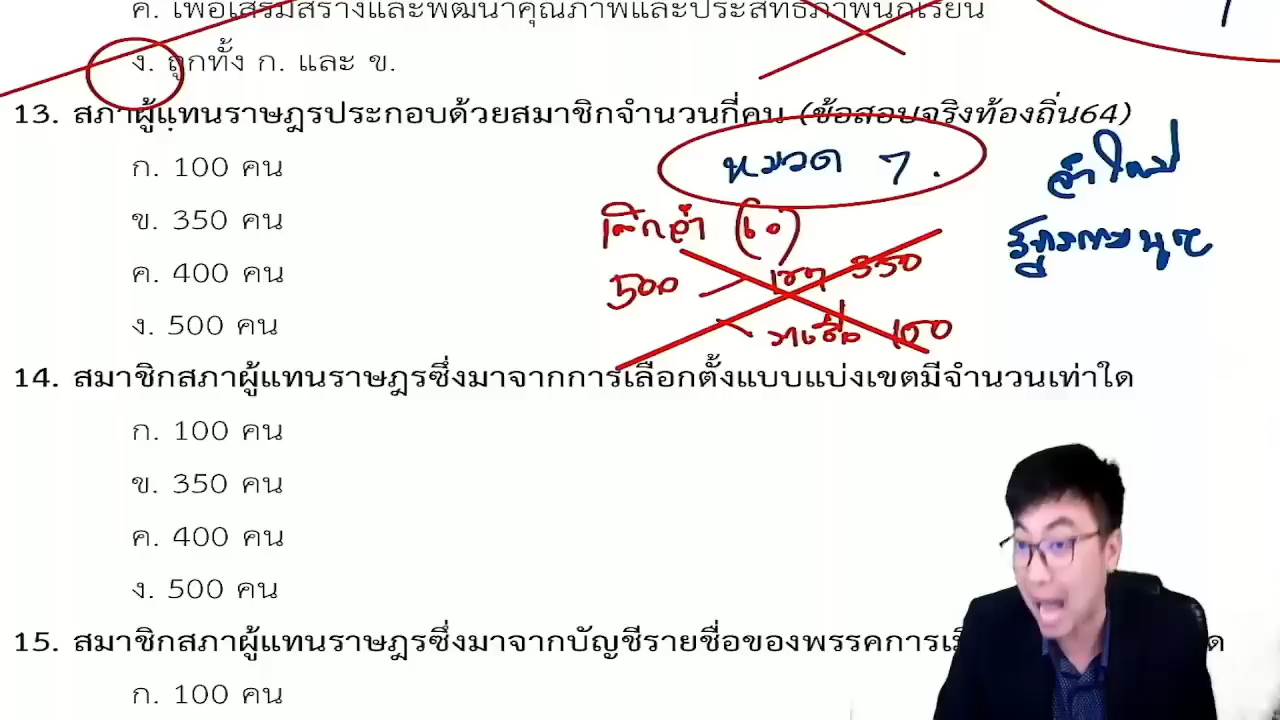 ค. เพื่อเสริมสร้างและพัฒนาคุณภาพและประสิทธิภาพนักเรียน
ง. ถูกทั้ง ก. และ ข.
13. สภาผู้แทนราษฎรประกอบด้วยสมาชิกจำนวนกี่คน (ข้อสอบจริงท้องถิ่น64)
ก. 100 คน
หมวด 7.
ข. 350 คน
(60)
ค. 400 คน
500 เขต 350
ง. 500 คน
รายชื่อ 100
14. สมาชิกสภาผู้แทนราษฎรซึ่งมาจากการเลือกตั้งแบบแบ่งเขตมีจำนวนเท่าใด
ก. 100 คน
ข. 350 คน
ค. 400 คน
ง. 500 คน
15. สมาชิกสภาผู้แทนราษฎรซึ่งมาจากบัญชีรายชื่อของพรรคการเมื
ก. 100 คน